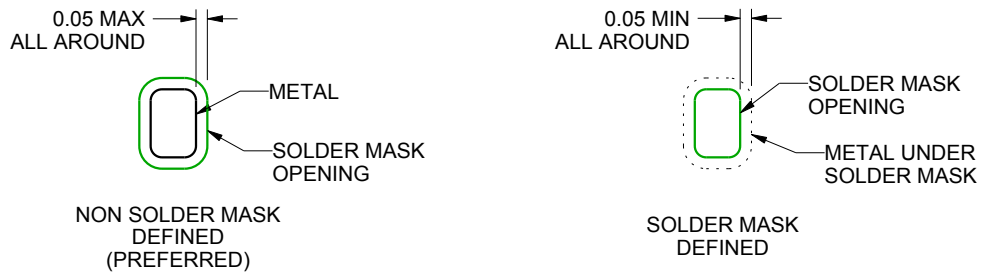 0.05 MAX
ALL AROUND
METAL
SOLDER MASK
OPENING
NON SOLDER MASK
DEFINED
(PREFERRED)
0.05 MIN
ALL AROUND
SOLDER MASK
OPENING
METAL UNDER
SOLDER MASK
SOLDER MASK
DEFINED